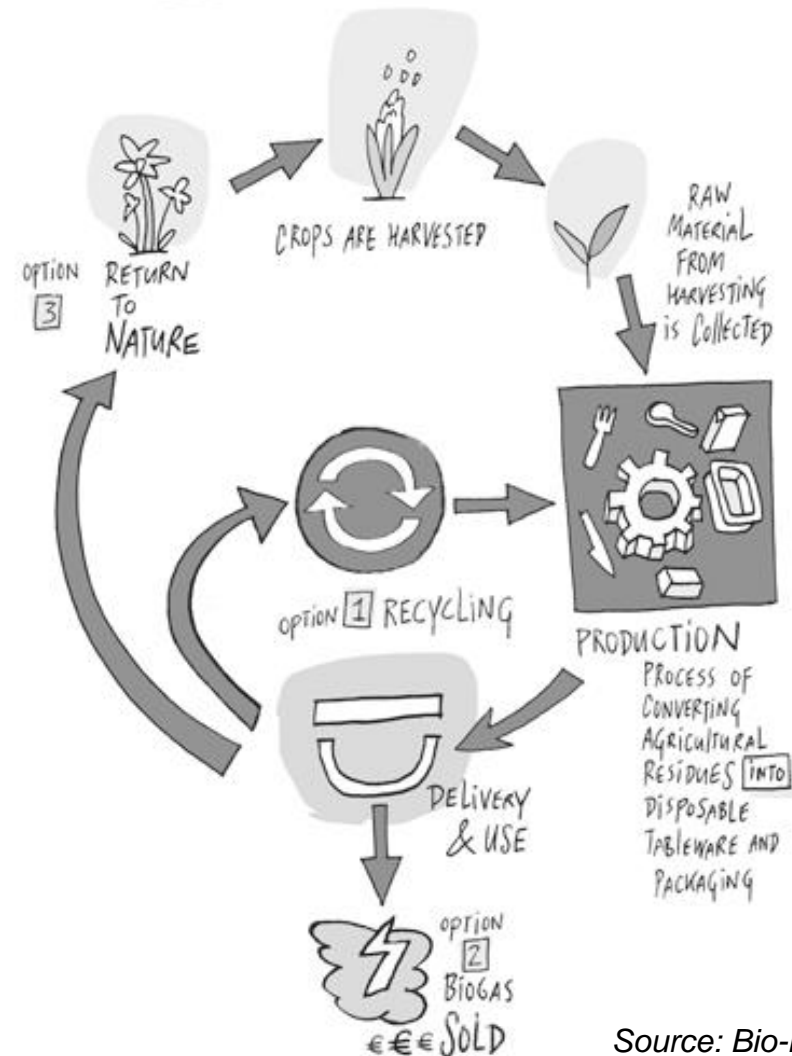 CROPS ARE HARVESTED
RAW
MATERIAL
FROM
HARVESTING
is Collected
OPTION
3
RETURN
TO
NATURE
OPTION 1 RECYCLING
PRODUCTION
PROCESS OF
CONVERTING
AGRICULTURAL
RESIDUES INTO
DISPOSABLE
TABLEWARE AND
PACKAGING
DELIVERY
& USE
OPTION
2
BIOGAS
€€€ SOLD
Source: Bio-